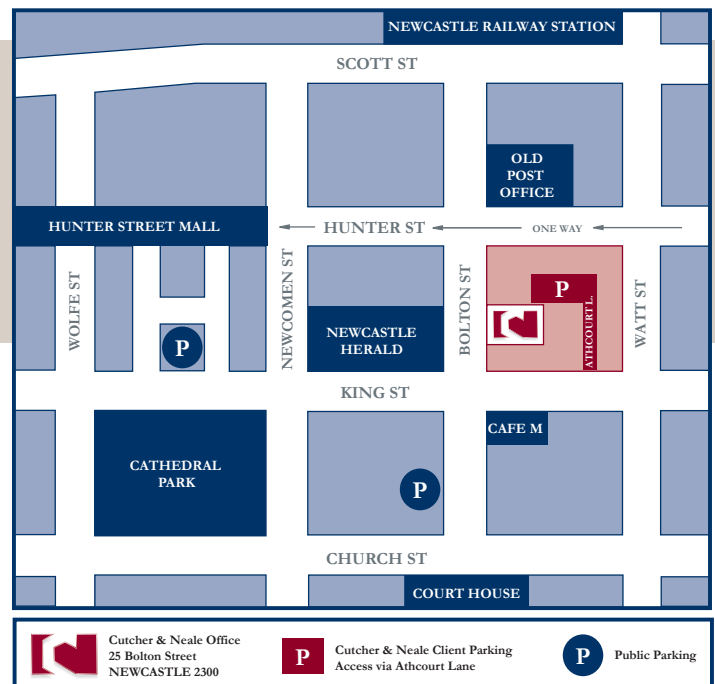 NEWCASTLE RAILWAY STATION
SCOTT ST
OLD
POST
OFFICE
HUNTER STREET MALL
HUNTER ST
ONE WAY
WOLFE ST
NEWCOMEN ST
BOLTON ST
WATT ST
P
ATHCOURT L.
NEWCASTLE
HERALD
P
KING ST
CAFE M
CATHEDRAL
PARK
P
CHURCH ST
COURT HOUSE
Cutcher & Neale Office
25 Bolton Street
NEWCASTLE 2300
P
Cutcher & Neale Client Parking
Access via Athcourt Lane
P
Public Parking